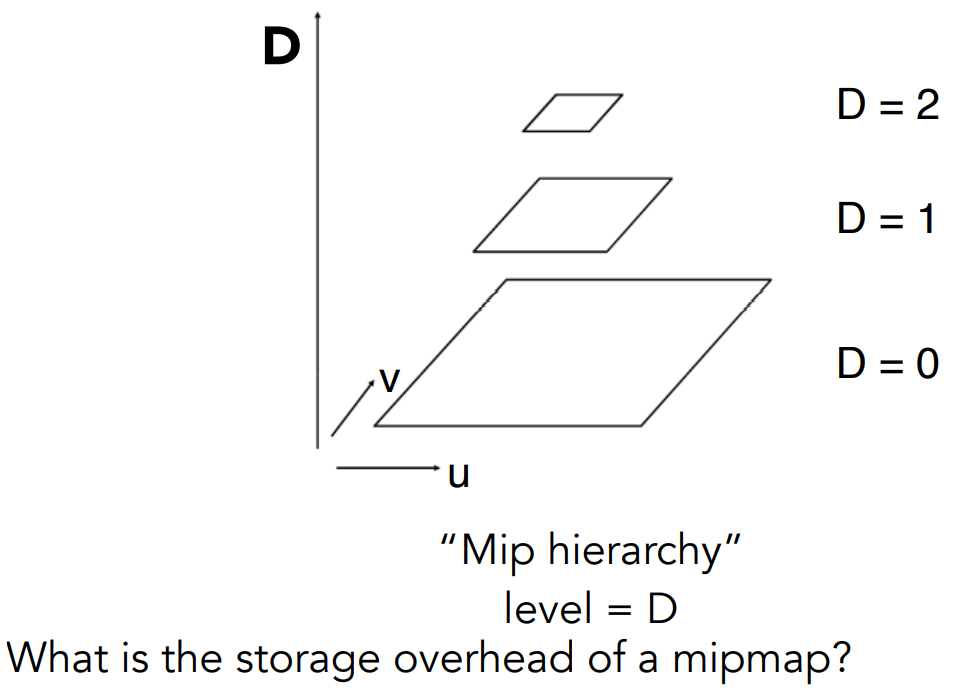 D
D = 2
D = 1
D = 0
v
u
“Mip hierarchy”
level = D
What is the storage overhead of a mipmap?